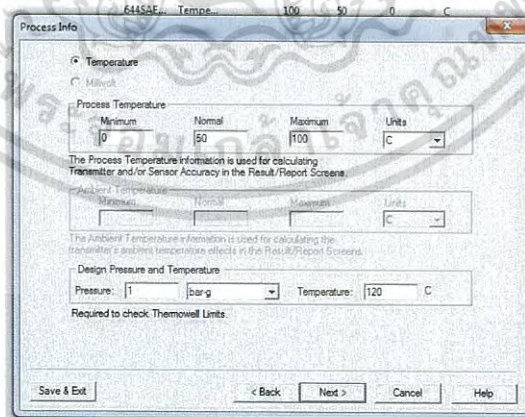 644SAE... Tempe... 100 50 0 C
Process Info
Temperature
Millivolt
Process Temperature
Minimum Normal Maximum Units
0 50 100 C
The Process Temperature information is used for calculating
Transmitter and/or Sensor Accuracy in the Result/Report Screens.
Ambient Temperature
Minimum Normal Maximum Units
C
The Ambient Temperature information is used for calculating the
transmitter's ambient temperature effects in the Result/Report Screens.
Design Pressure and Temperature
Pressure: 1 bar-g Temperature: 120 C
Required to check Thermowell Limits.
Save & Exit < Back Next > Cancel Help